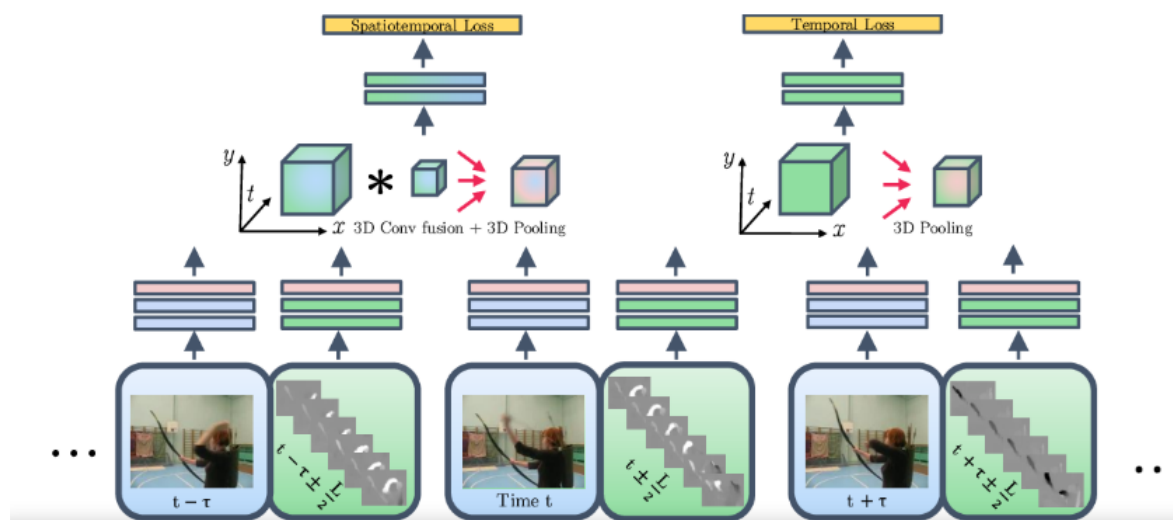 Spatiotemporal Loss
Temporal Loss
y
t
x
*
3D Conv fusion + 3D Pooling
y
t
x
3D Pooling
t − τ
t − τ ± L/2
Time t
t ± L/2
t + τ
t + τ ± L/2